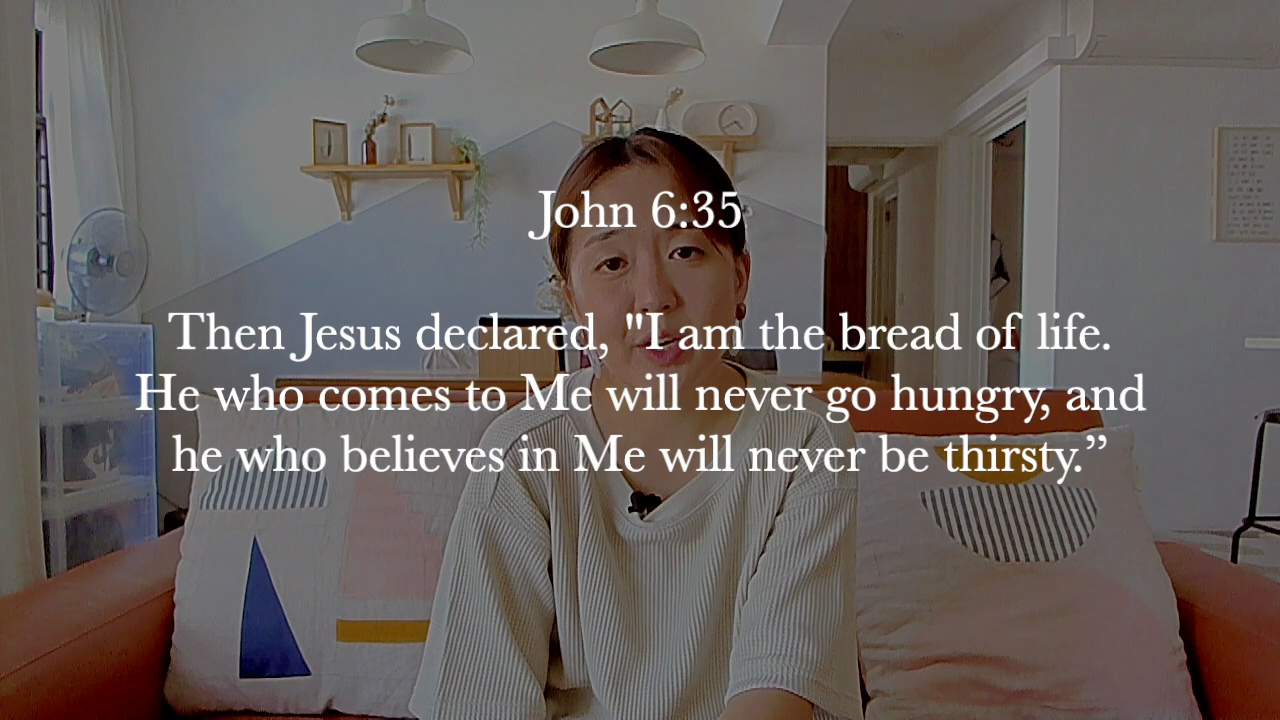 John 6:35
Then Jesus declared, "I am the bread of life.
He who comes to Me will never go hungry, and
he who believes in Me will never be thirsty.”